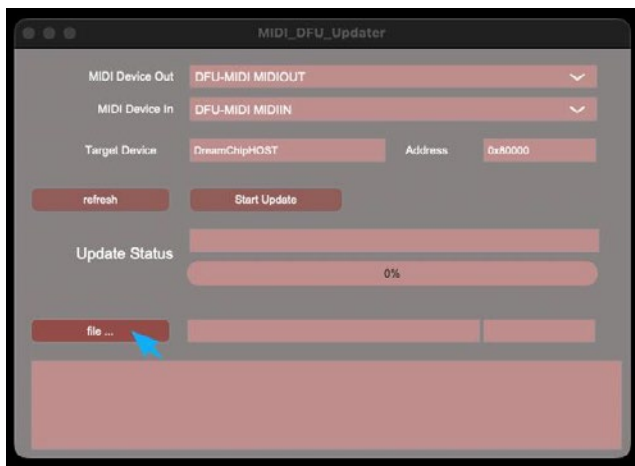 MIDI_DFU_Updater
MIDI Device Out DFU-MIDI MIDIOUT
MIDI Device In DFU-MIDI MIDIIN
Target Device DreamChipHOST Address 0x80000
refresh Start Update
Update Status
0%
file ...